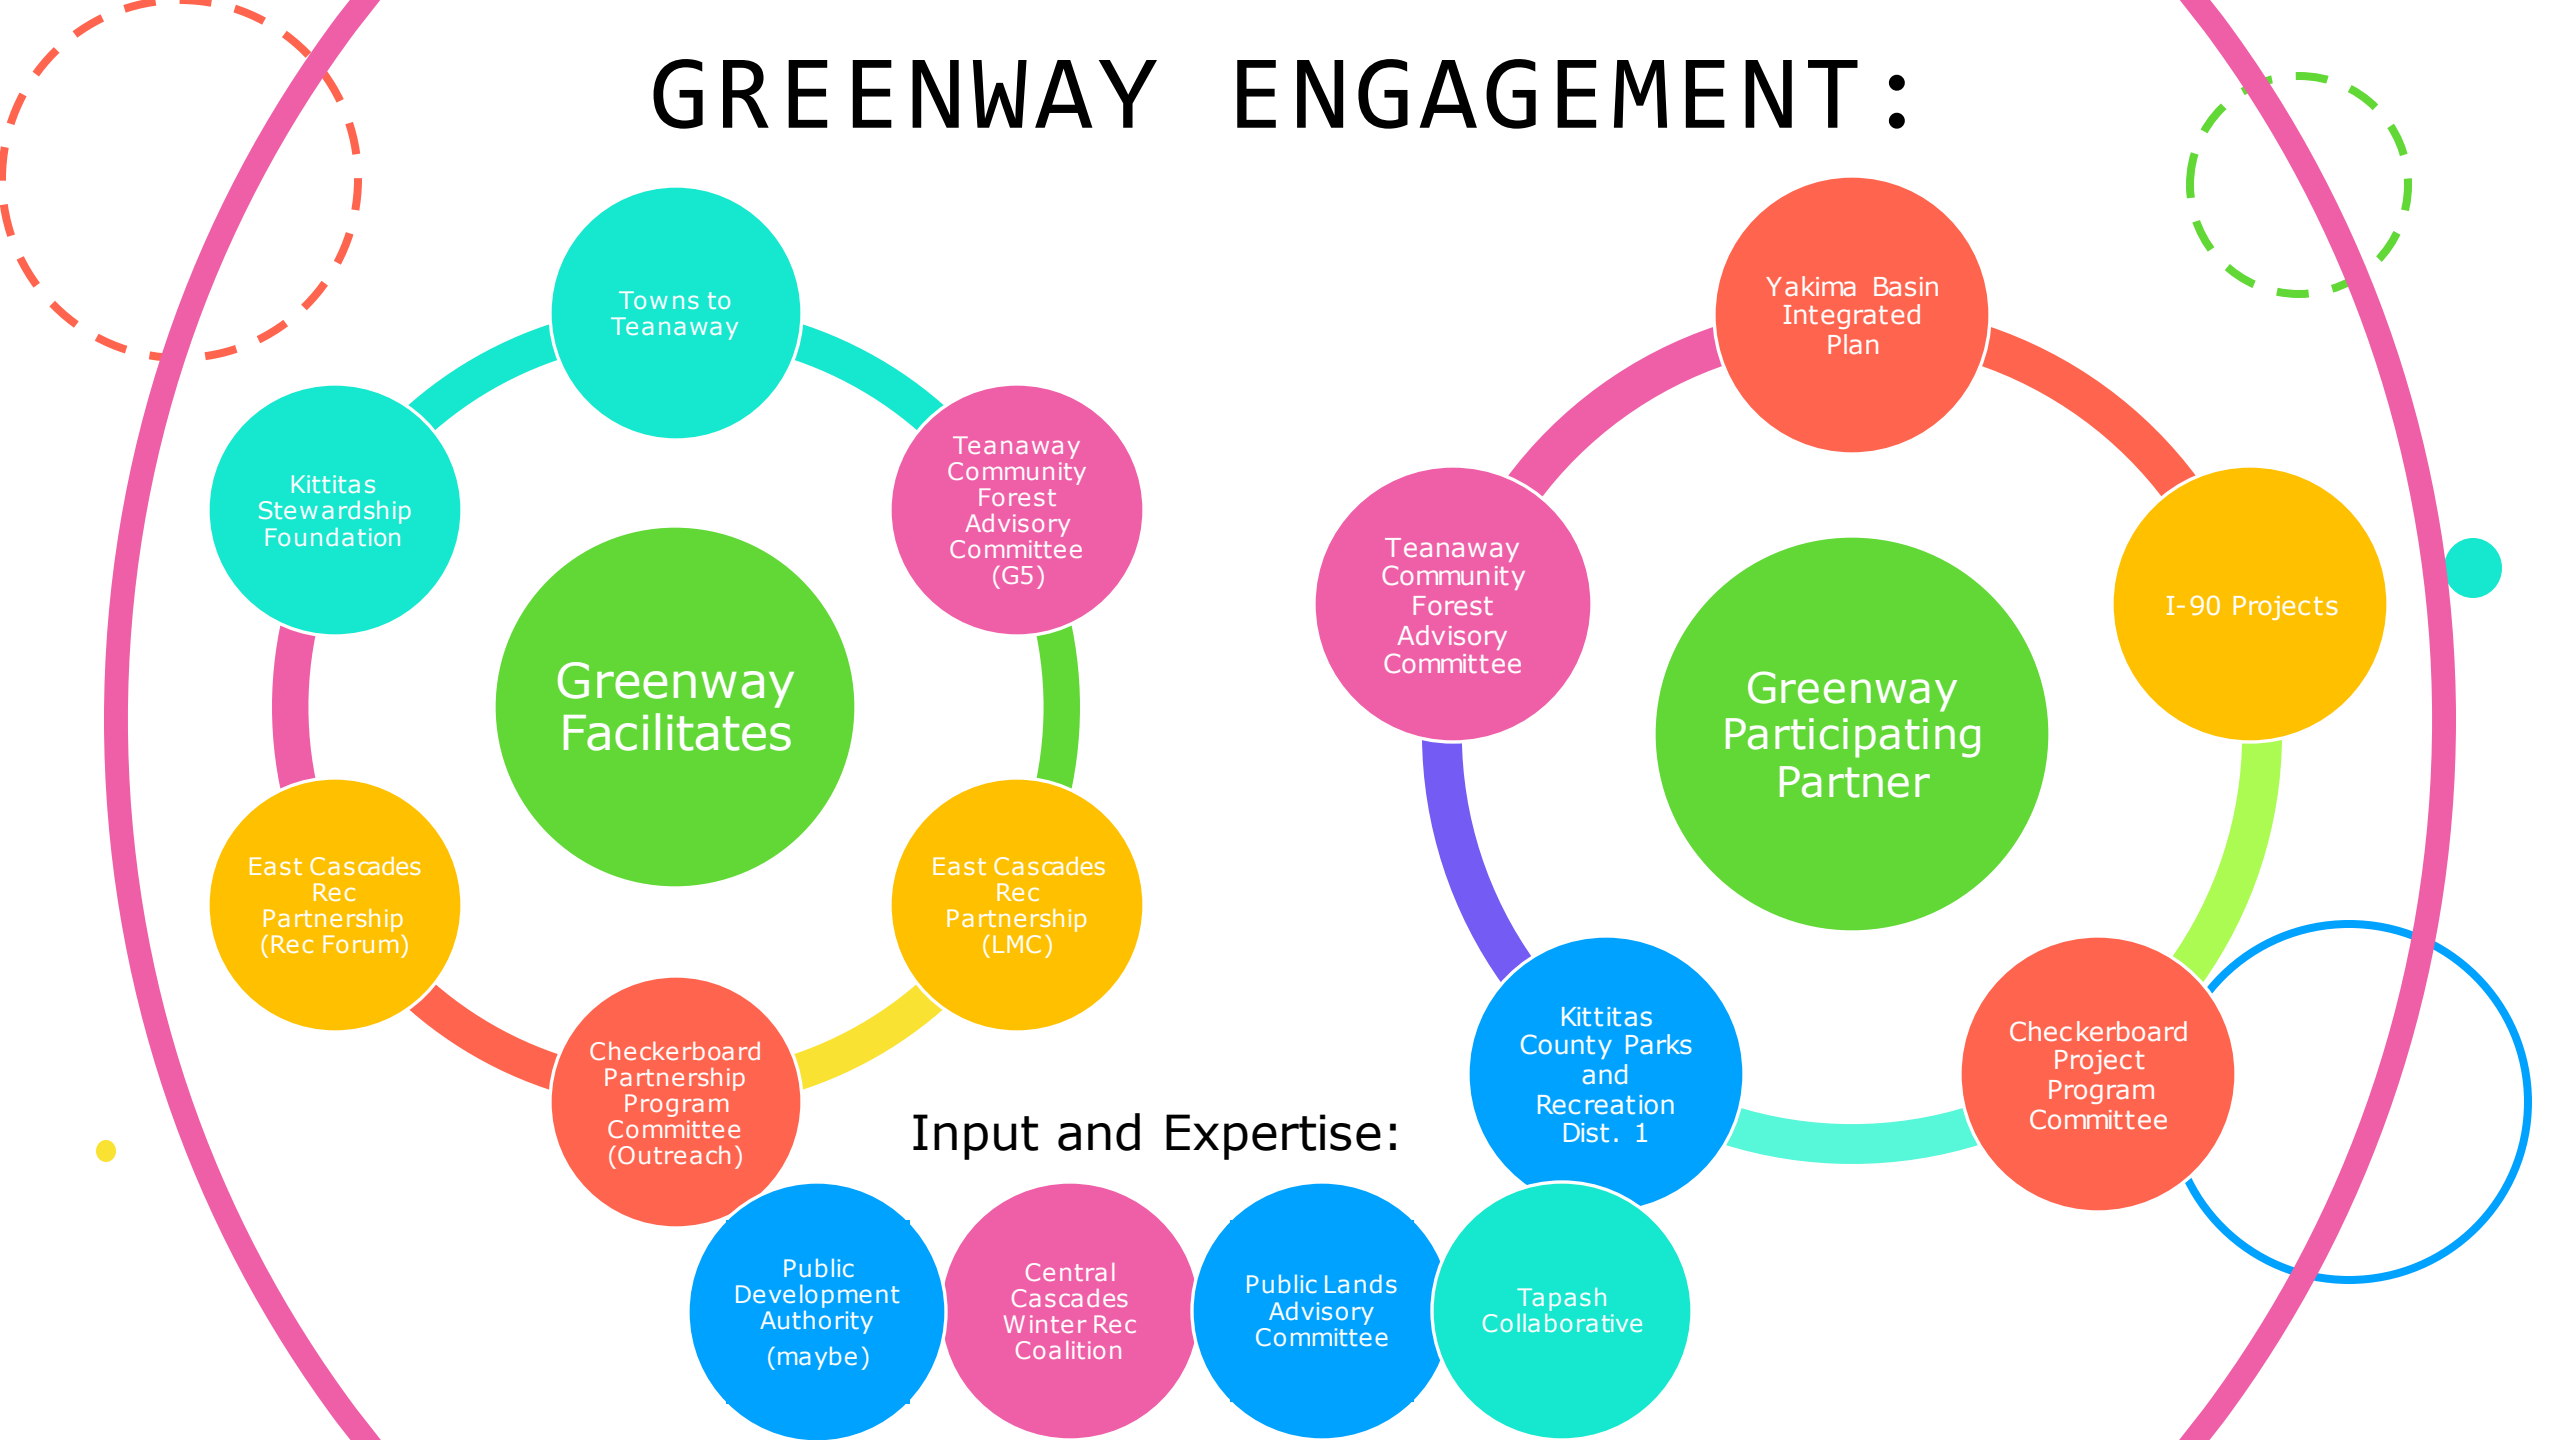 GREENWAY ENGAGEMENT:
Towns to
Teanaway
Teanaway
Community
Forest
Advisory
Committee
(G5)
East Cascades
Rec
Partnership
(LMC)
Checkerboard
Partnership
Program
Committee
(Outreach)
East Cascades
Rec
Partnership
(Rec Forum)
Kittitas
Stewardship
Foundation
Greenway
Facilitates
Yakima Basin
Integrated
Plan
I-90 Projects
Checkerboard
Project
Program
Committee
Kittitas
County Parks
and
Recreation
Dist. 1
Teanaway
Community
Forest
Advisory
Committee
Greenway
Participating
Partner
Input and Expertise:
Public
Development
Authority
(maybe)
Central
Cascades
Winter Rec
Coalition
Public Lands
Advisory
Committee
Tapash
Collaborative